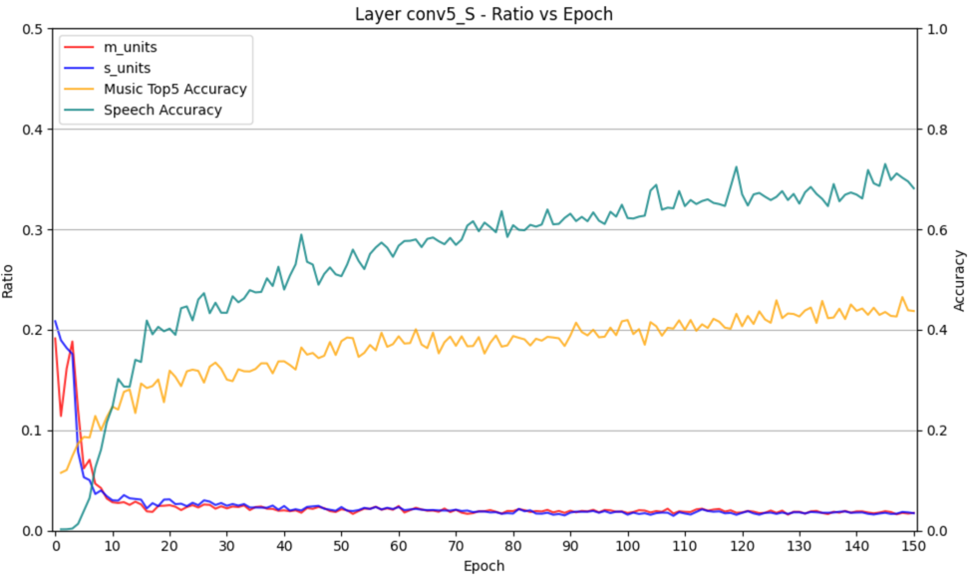 Layer conv5_S - Ratio vs Epoch
m_units
s_units
Music Top5 Accuracy
Speech Accuracy
Ratio
0.5
0.4
0.3
0.2
0.1
0.0
1.0
0.8
0.6
0.4
0.2
0.0
Accuracy
0 10 20 30 40 50 60 70 80 90 100 110 120 130 140 150
Epoch